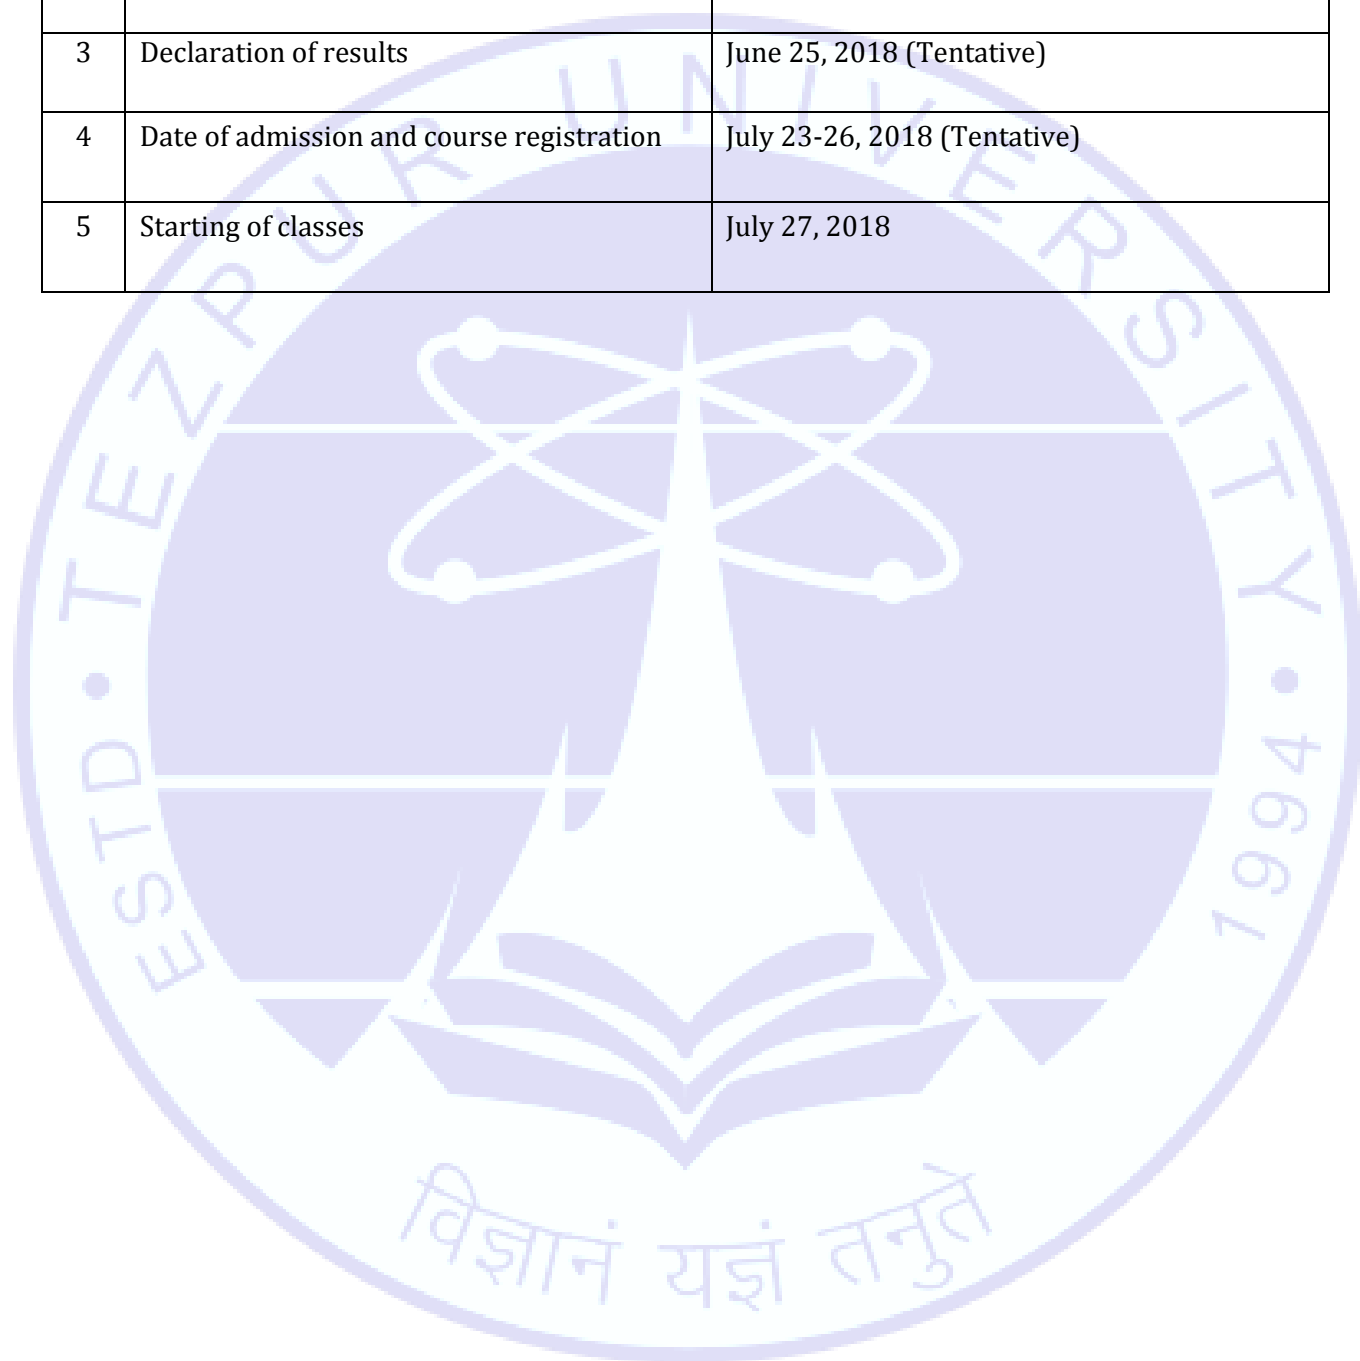 3 Declaration of results June 25, 2018 (Tentative)
4 Date of admission and course registration July 23-26, 2018 (Tentative)
5 Starting of classes July 27, 2018
TEZPUR UNIVERSITY
ESTD 1994
विज्ञानं यज्ञं तनुते